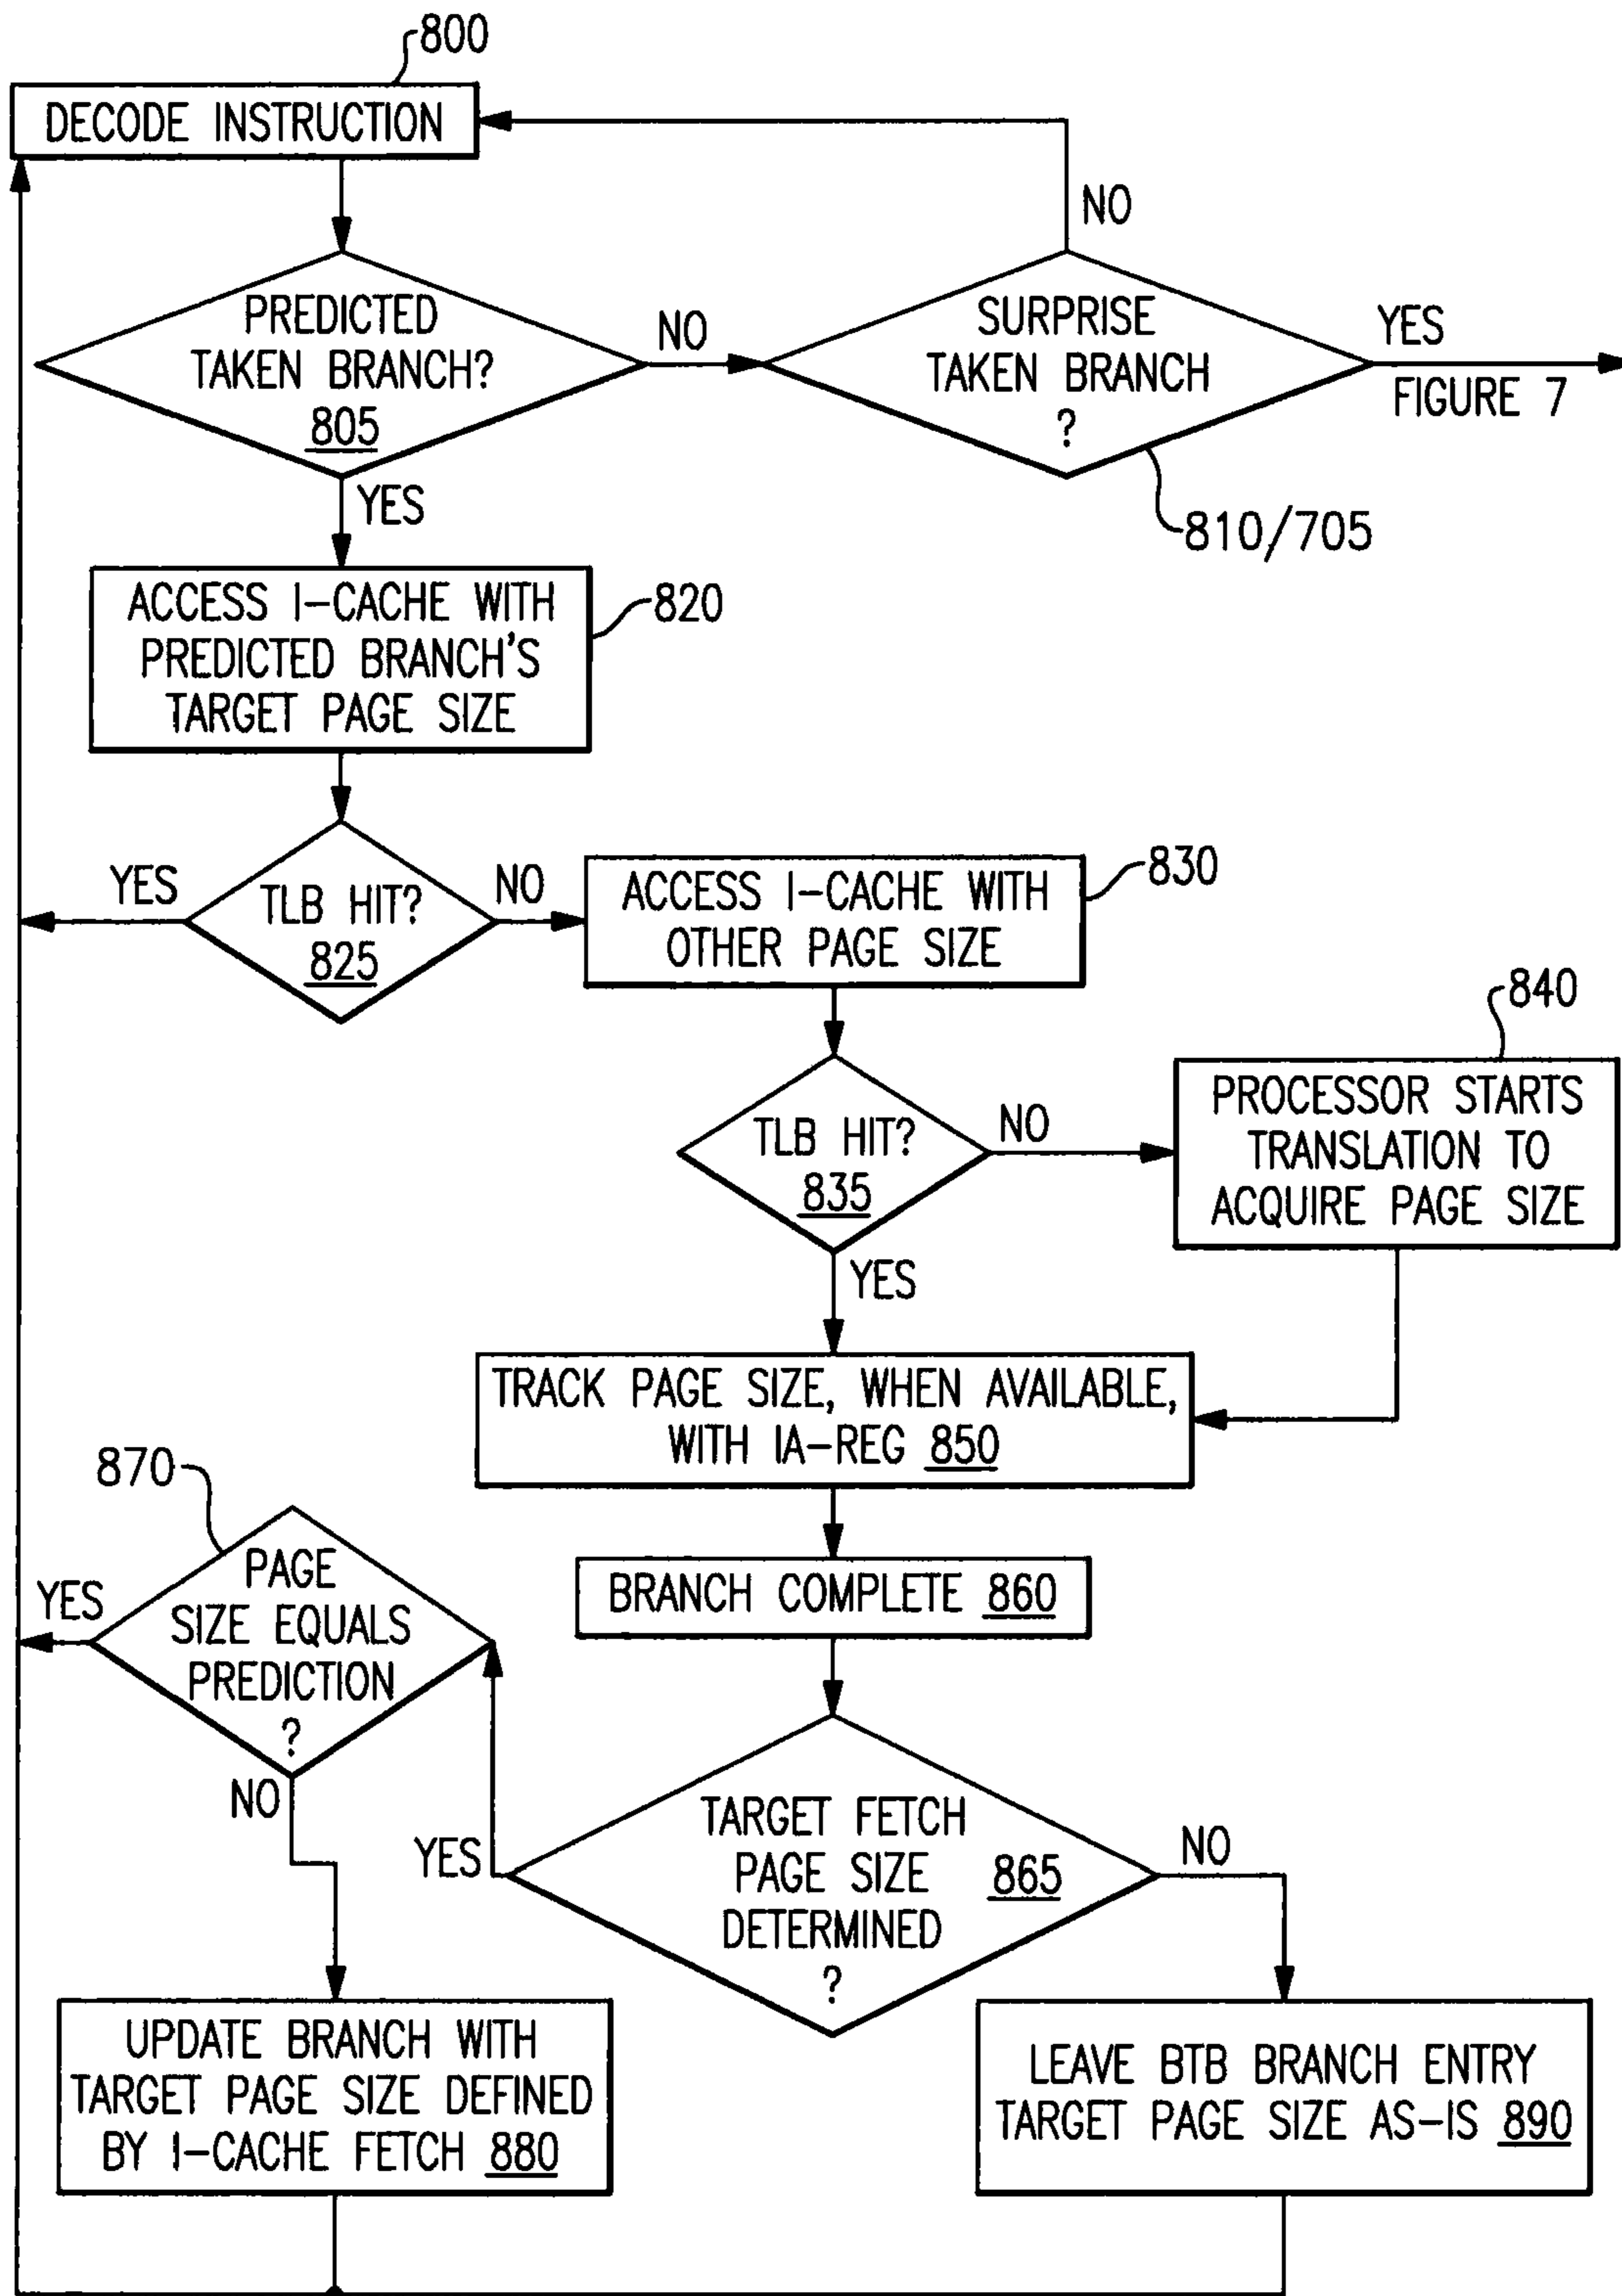 800
DECODE INSTRUCTION
NO
PREDICTED
TAKEN BRANCH?
805
NO
SURPRISE
TAKEN BRANCH
?
YES
FIGURE 7
810/705
YES
ACCESS I-CACHE WITH
PREDICTED BRANCH'S
TARGET PAGE SIZE
820
YES
TLB HIT?
825
NO
ACCESS I-CACHE WITH
OTHER PAGE SIZE
830
TLB HIT?
835
NO
840
PROCESSOR STARTS
TRANSLATION TO
ACQUIRE PAGE SIZE
YES
TRACK PAGE SIZE, WHEN AVAILABLE,
WITH IA-REG 850
870
PAGE
SIZE EQUALS
PREDICTION
?
YES
NO
BRANCH COMPLETE 860
TARGET FETCH
PAGE SIZE
DETERMINED
?
865
YES
NO
UPDATE BRANCH WITH
TARGET PAGE SIZE DEFINED
BY I-CACHE FETCH 880
LEAVE BTB BRANCH ENTRY
TARGET PAGE SIZE AS-IS 890